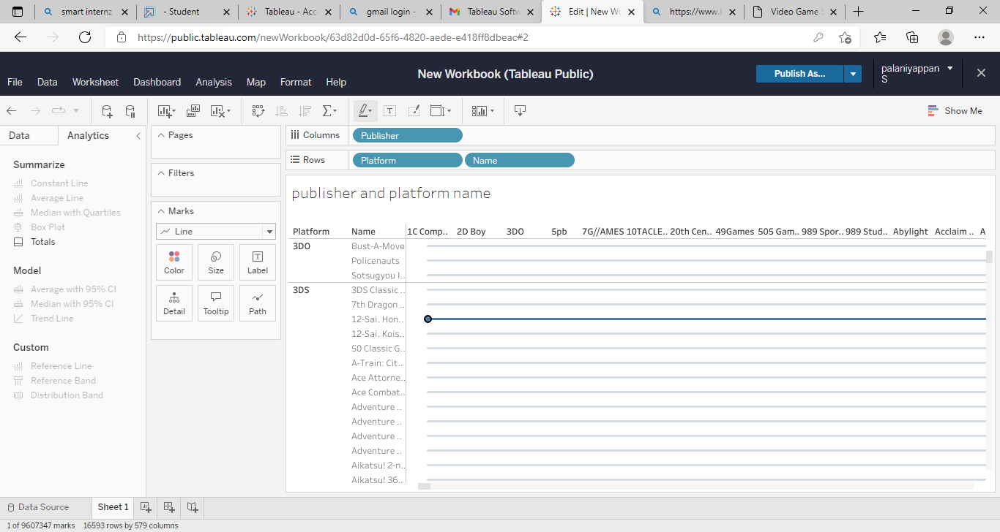 smart internz
- Student
Tableau - Acc
gmail login -
Tableau Softw
Edit | New Wo
https://www.k
Video Game S
https://public.tableau.com/newWorkbook/63d82d0d-65f6-4820-aede-e418ff8dbeac#2
New Workbook (Tableau Public)
Publish As...
palaniyappan S
File Data Worksheet Dashboard Analysis Map Format Help
Show Me
Data Analytics
Summarize
Constant Line
Average Line
Median with Quartiles
Box Plot
Totals
Model
Average with 95% CI
Median with 95% CI
Trend Line
Custom
Reference Line
Reference Band
Distribution Band
Pages
Filters
Marks
Line
Color Size Label
Detail Tooltip Path
Columns Publisher
Rows Platform Name
publisher and platform name
Platform Name 1C Comp.. 2D Boy 3DO 5pb 7G//AMES 10TACLE.. 20th Cen.. 49Games 505 Gam.. 989 Spor.. 989 Stud.. Abylight Acclaim .. A
3DO Bust-A-Move
Policenauts
Sotsugyou I..
3DS 3DS Classic ..
7th Dragon ..
12-Sai. Hon..
12-Sai. Kois..
50 Classic G..
A-Train: Cit..
Ace Attorne..
Ace Combat..
Adventure ..
Adventure ..
Adventure ..
Adventure ..
Aikatsu! 2-n..
Aikatsu! 36..
Data Source Sheet 1
1 of 9607347 marks 16593 rows by 579 columns